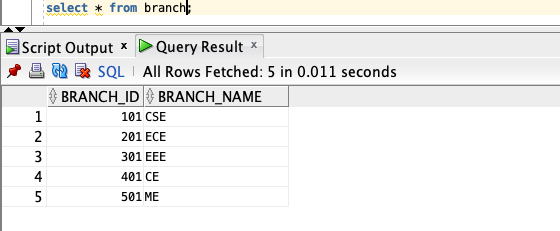 select * from branch;
Script Output x Query Result x
SQL All Rows Fetched: 5 in 0.011 seconds
BRANCH_ID BRANCH_NAME
1 101 CSE
2 201 ECE
3 301 EEE
4 401 CE
5 501 ME